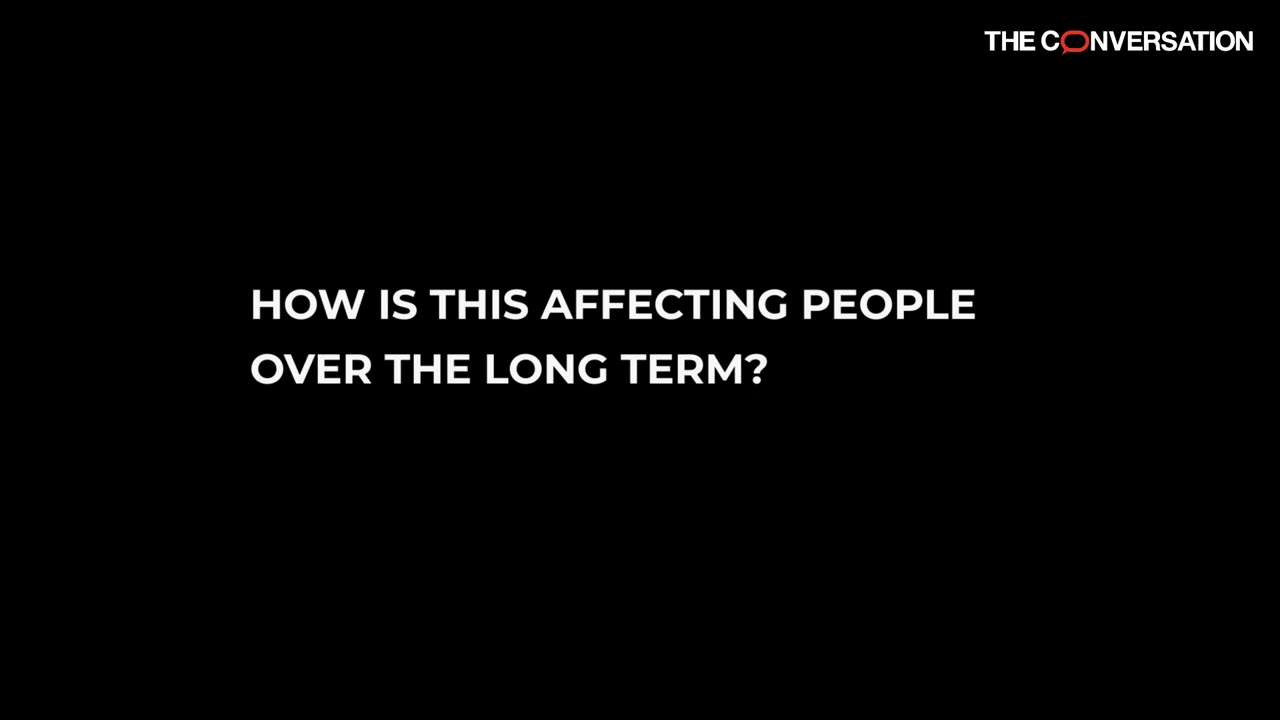 THE CONVERSATION
HOW IS THIS AFFECTING PEOPLE
OVER THE LONG TERM?